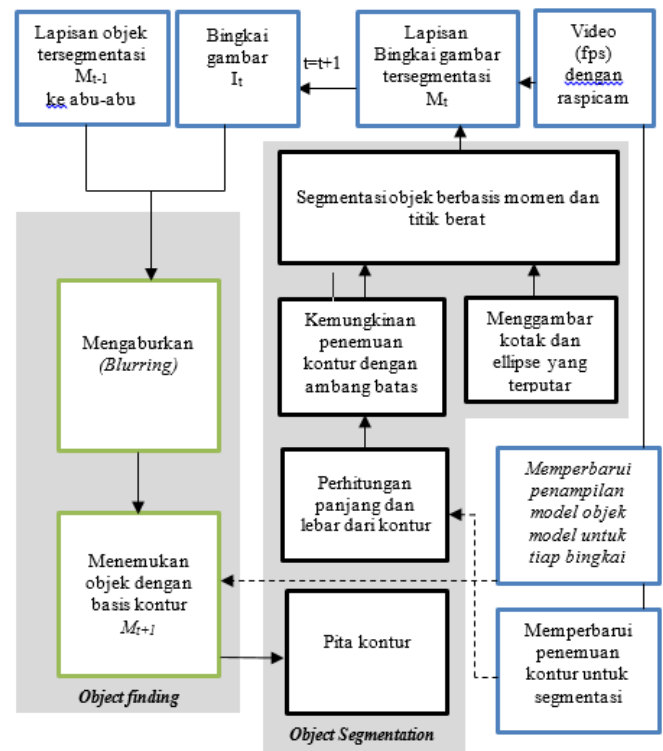 Lapisan objek
tersegmentasi
Mt-1
ke abu-abu
Bingkai
gambar
It
t=t+1
Lapisan
Bingkai gambar
tersegmentasi
Mt
Video
(fps)
dengan
raspicam
Segmentasi objek berbasis momen dan
titik berat
Mengaburkan
(Blurring)
Kemungkinan
penemuan
kontur dengan
ambang batas
Menggambar
kotak dan
ellipse yang
terputar
Perhitungan
panjang dan
lebar dari kontur
Memperbarui
penampilan
model objek
model untuk
tiap bingkai
Menemukan
objek dengan
basis kontur
Mt+1
Pita kontur
Memperbarui
penemuan
kontur untuk
segmentasi
Object finding
Object Segmentation